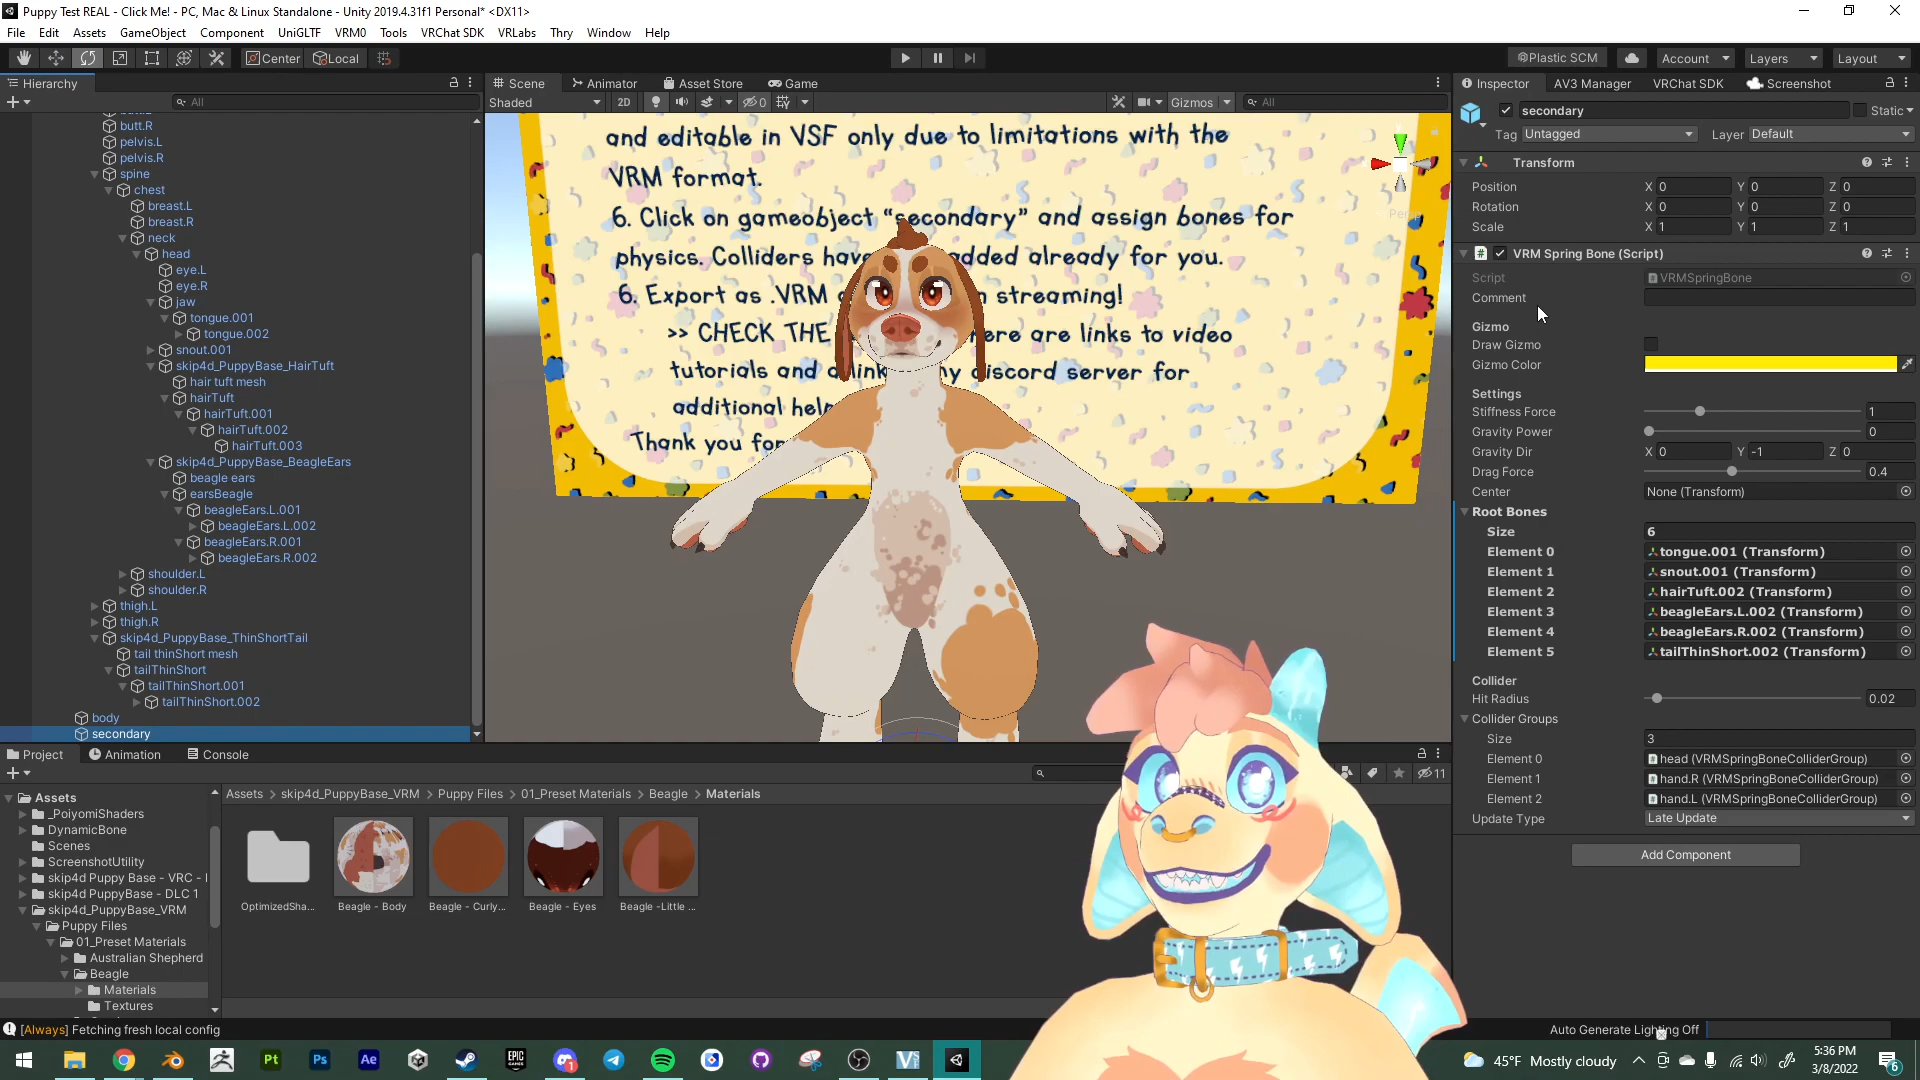 Puppy Test REAL - Click Me! - PC, Mac & Linux Standalone - Unity 2019.4.31f1 Personal* <DX11>
File Edit Assets GameObject Component Tools UniGLTF VRM0 Tools VRChat SDK VRLabs Thry Window Help
Center Local Plastic SCM Account Layers Layout
Hierarchy
All
butt.R
pelvis.L
pelvis.R
spine
chest
breast.L
breast.R
neck
head
eye.L
eye.R
jaw
tongue.001
tongue.002
snout.001
skip4d_PuppyBase_HairTuft
hair tuft mesh
hairTuft
hairTuft.001
hairTuft.002
hairTuft.003
skip4d_PuppyBase_BeagleEars
beagle ears
earsBeagle
beagleEars.L.001
beagleEars.L.002
beagleEars.R.001
beagleEars.R.002
shoulder.L
shoulder.R
thigh.L
thigh.R
skip4d_PuppyBase_ThinShortTail
tail thinShort mesh
tailThinShort
tailThinShort.001
tailThinShort.002
body
secondary
Scene Animator Asset Store Game
Shaded 2D 0 Gizmos All
and editable in VSF only due to limitations with the
VRM format.
6. Click on gameobject "secondary" and assign bones for
physics. Colliders have added already for you.
6. Export as .VRM streaming!
>> CHECK THE ere are links to video
tutorials and a link y discord server for
additional help
Thank you for
Inspector AV3 Manager VRChat SDK Screenshot
secondary Static
Tag Untagged Layer Default
Transform
Position X 0 Y 0 Z 0
Rotation X 0 Y 0 Z 0
Scale X 1 Y 1 Z 1
VRM Spring Bone (Script)
Script VRMSpringBone
Comment
Gizmo
Draw Gizmo
Gizmo Color
Settings
Stiffness Force 1
Gravity Power 0
Gravity Dir X 0 Y -1 Z 0
Drag Force 0.4
Center None (Transform)
Root Bones
Size 6
Element 0 tongue.001 (Transform)
Element 1 snout.001 (Transform)
Element 2 hairTuft.002 (Transform)
Element 3 beagleEars.L.002 (Transform)
Element 4 beagleEars.R.002 (Transform)
Element 5 tailThinShort.002 (Transform)
Collider
Hit Radius 0.02
Collider Groups
Size 3
Element 0 head (VRMSpringBoneColliderGroup)
Element 1 hand.R (VRMSpringBoneColliderGroup)
Element 2 hand.L (VRMSpringBoneColliderGroup)
Update Type Late Update
Add Component
Project Animation Console
11
Assets
_PoiyomiShaders
DynamicBone
Scenes
ScreenshotUtility
skip4d Puppy Base - VRC -
skip4d PuppyBase - DLC 1
skip4d_PuppyBase_VRM
Puppy Files
01_Preset Materials
Australian Shepherd
Beagle
Materials
Textures
Assets > skip4d_PuppyBase_VRM > Puppy Files > 01_Preset Materials > Beagle > Materials
OptimizedSha... Beagle - Body Beagle - Curly... Beagle - Eyes Beagle -Little ...
[Always] Fetching fresh local config
Auto Generate Lighting Off
Pt Ps Ae EPIC GAMES 1
45°F Mostly cloudy
5:36 PM
3/8/2022
6